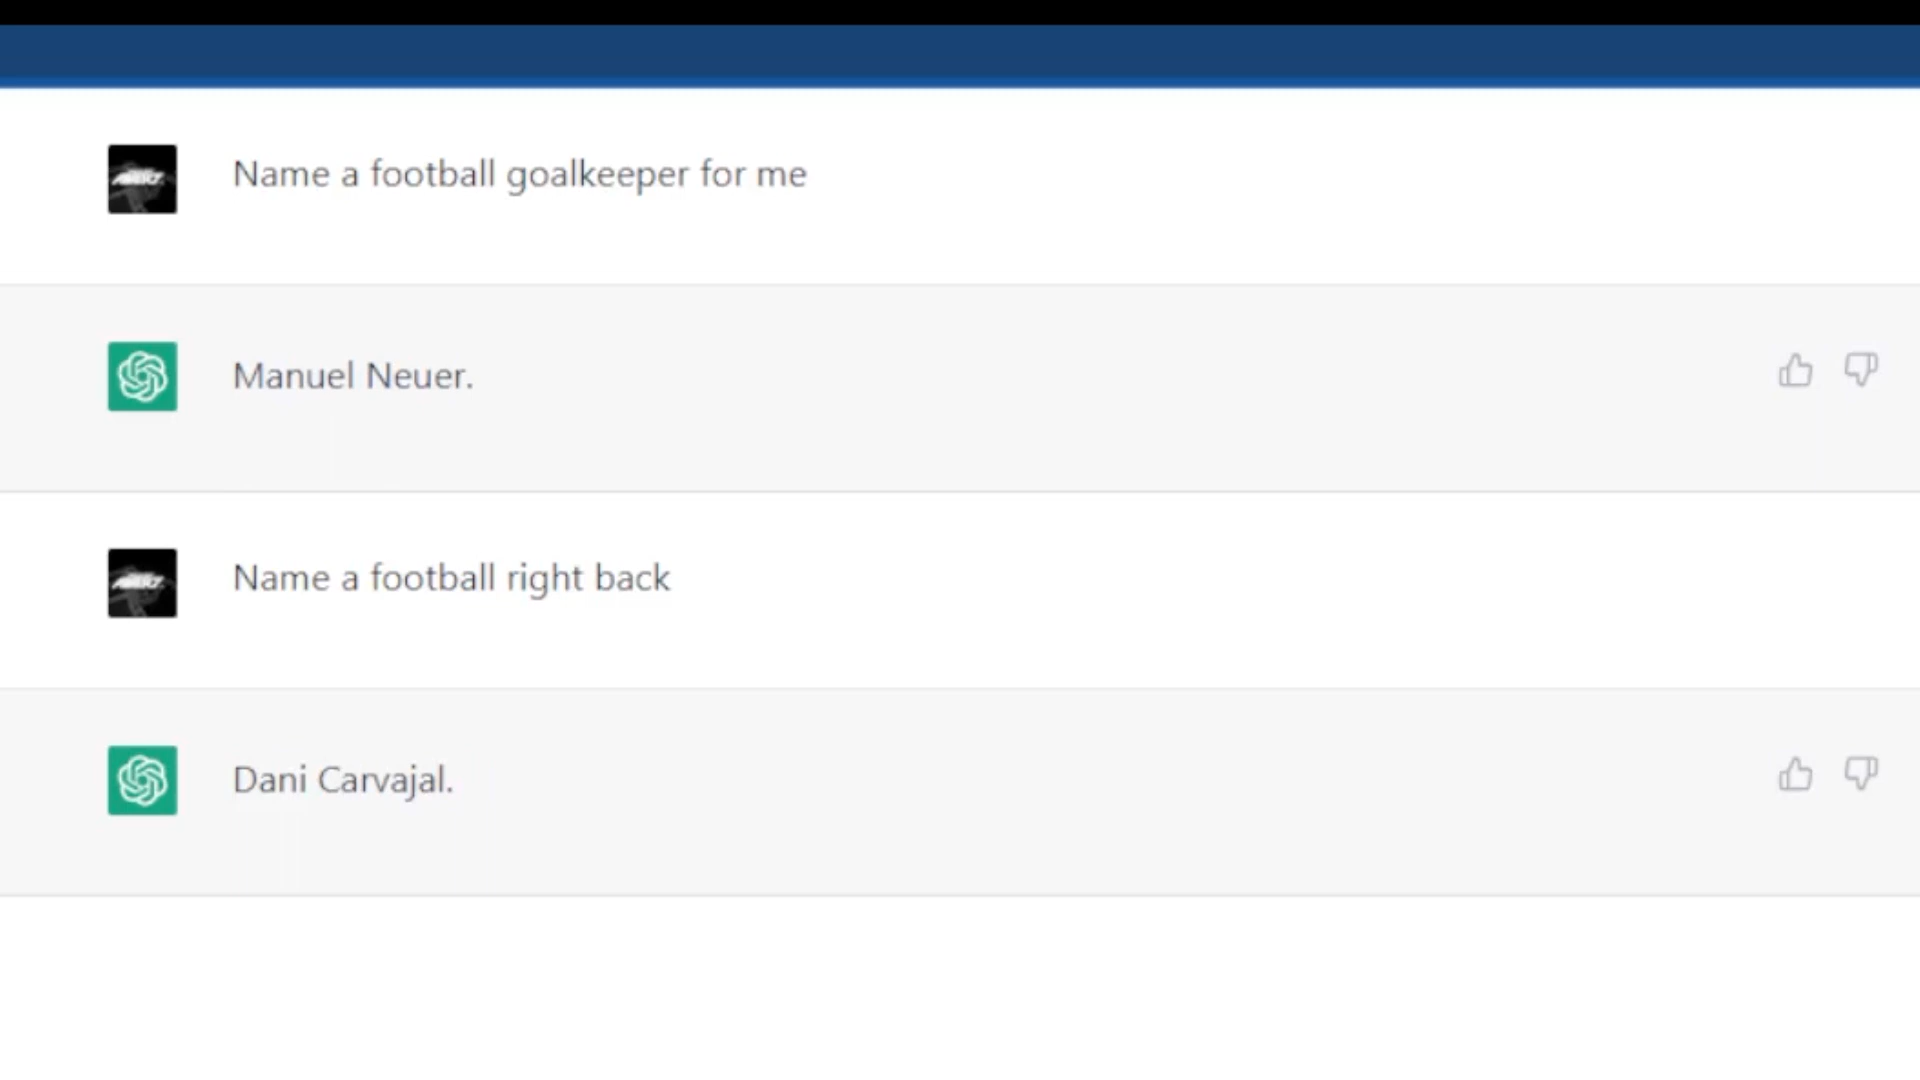 Name a football goalkeeper for me
Manuel Neuer.
Name a football right back
Dani Carvajal.